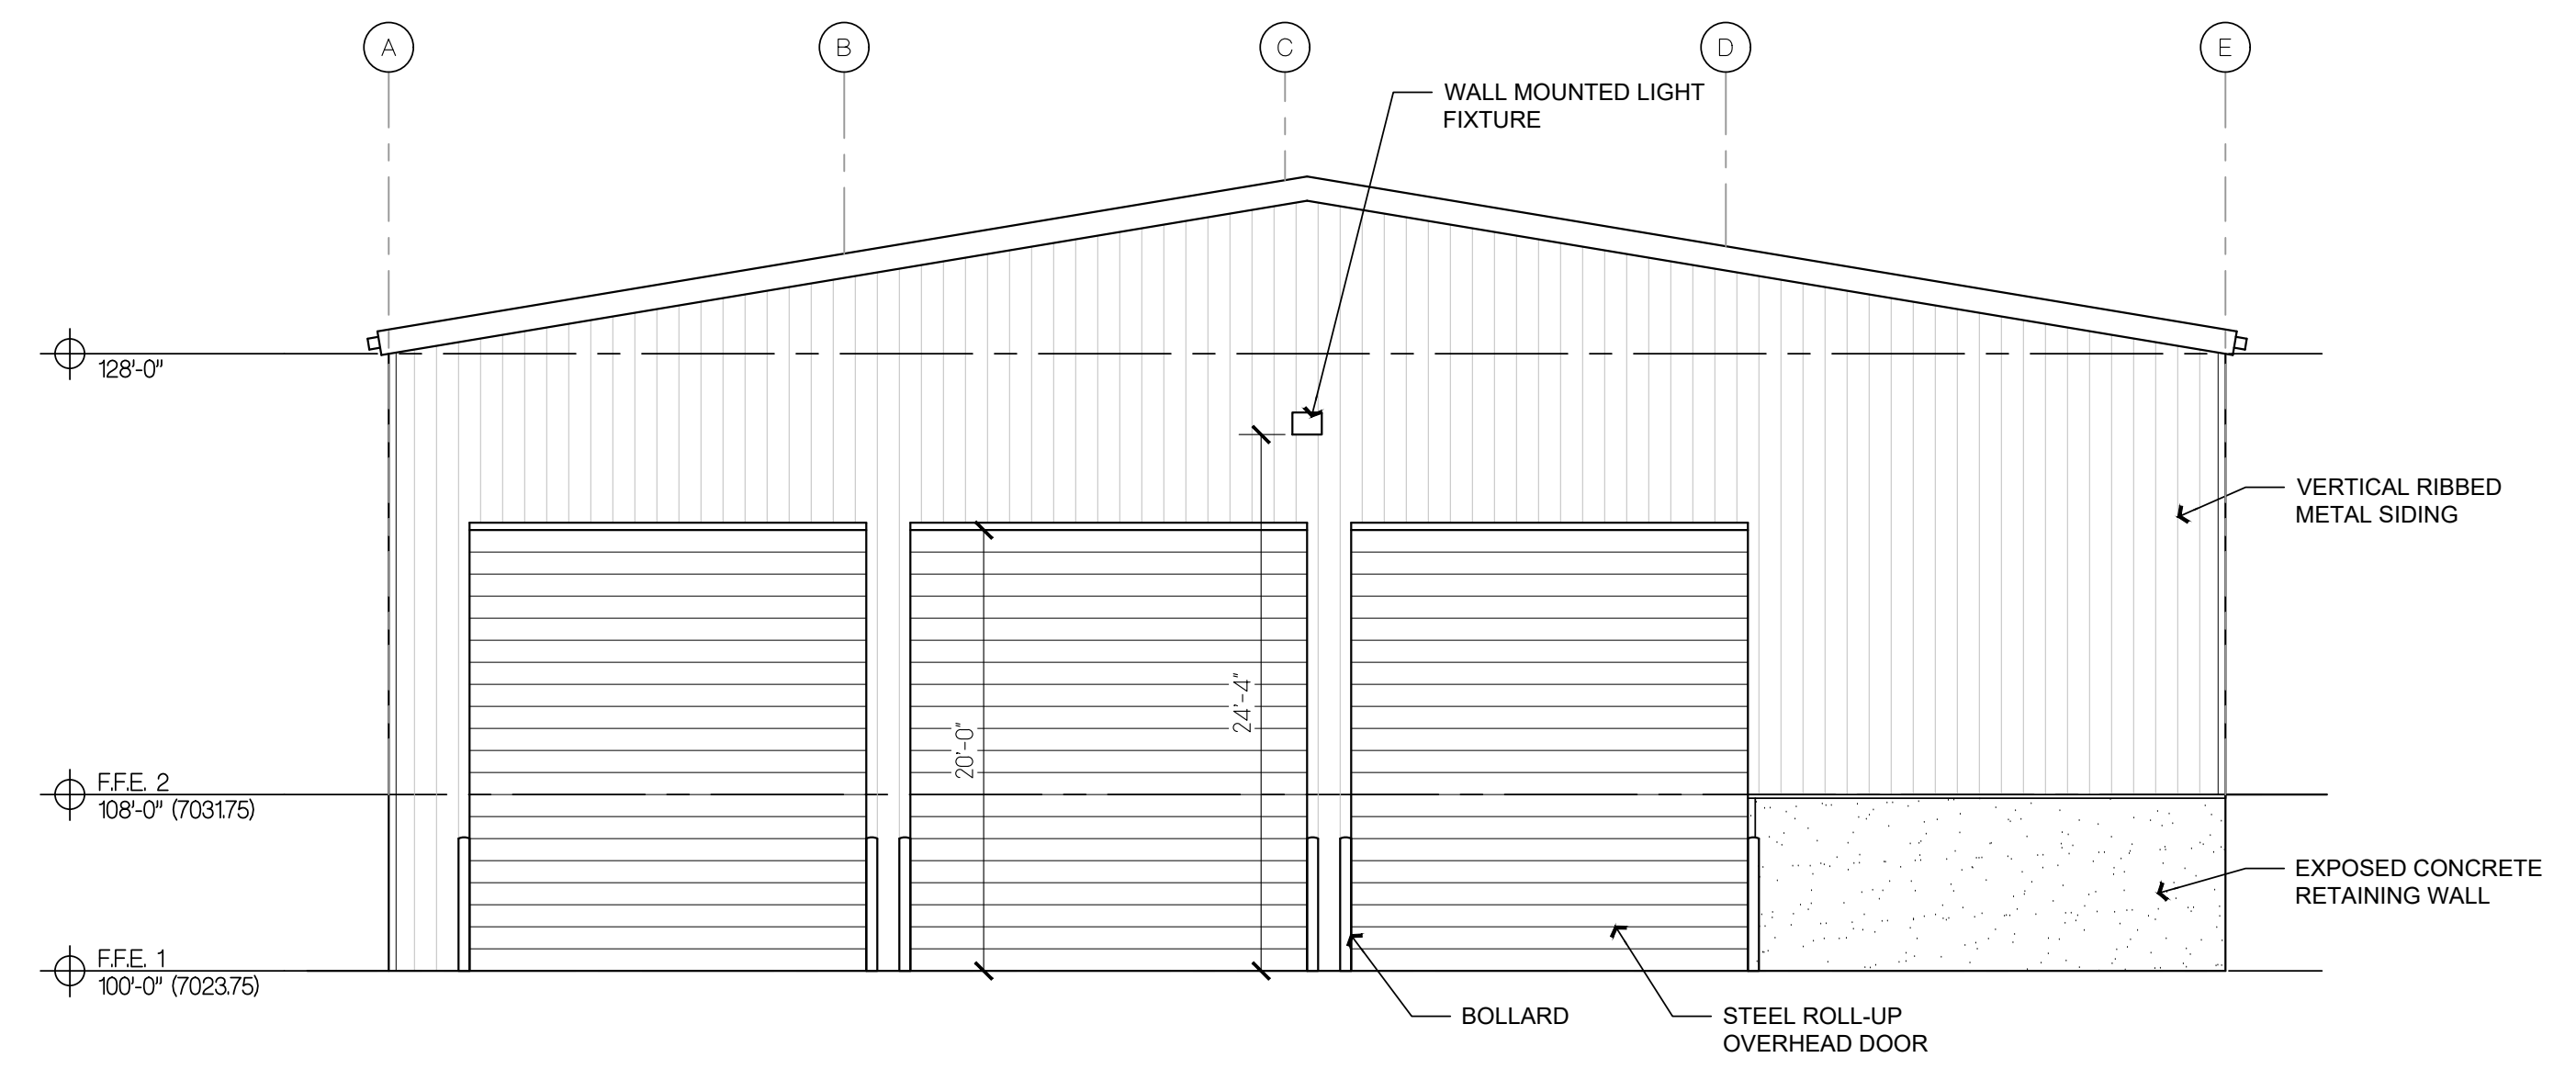 A
B
C
D
E
WALL MOUNTED LIGHT
FIXTURE
128'-0"
VERTICAL RIBBED
METAL SIDING
24'-4"
20'-0"
F.F.E. 2
108'-0" (7031.75)
EXPOSED CONCRETE
RETAINING WALL
F.F.E. 1
100'-0" (7023.75)
BOLLARD
STEEL ROLL-UP
OVERHEAD DOOR